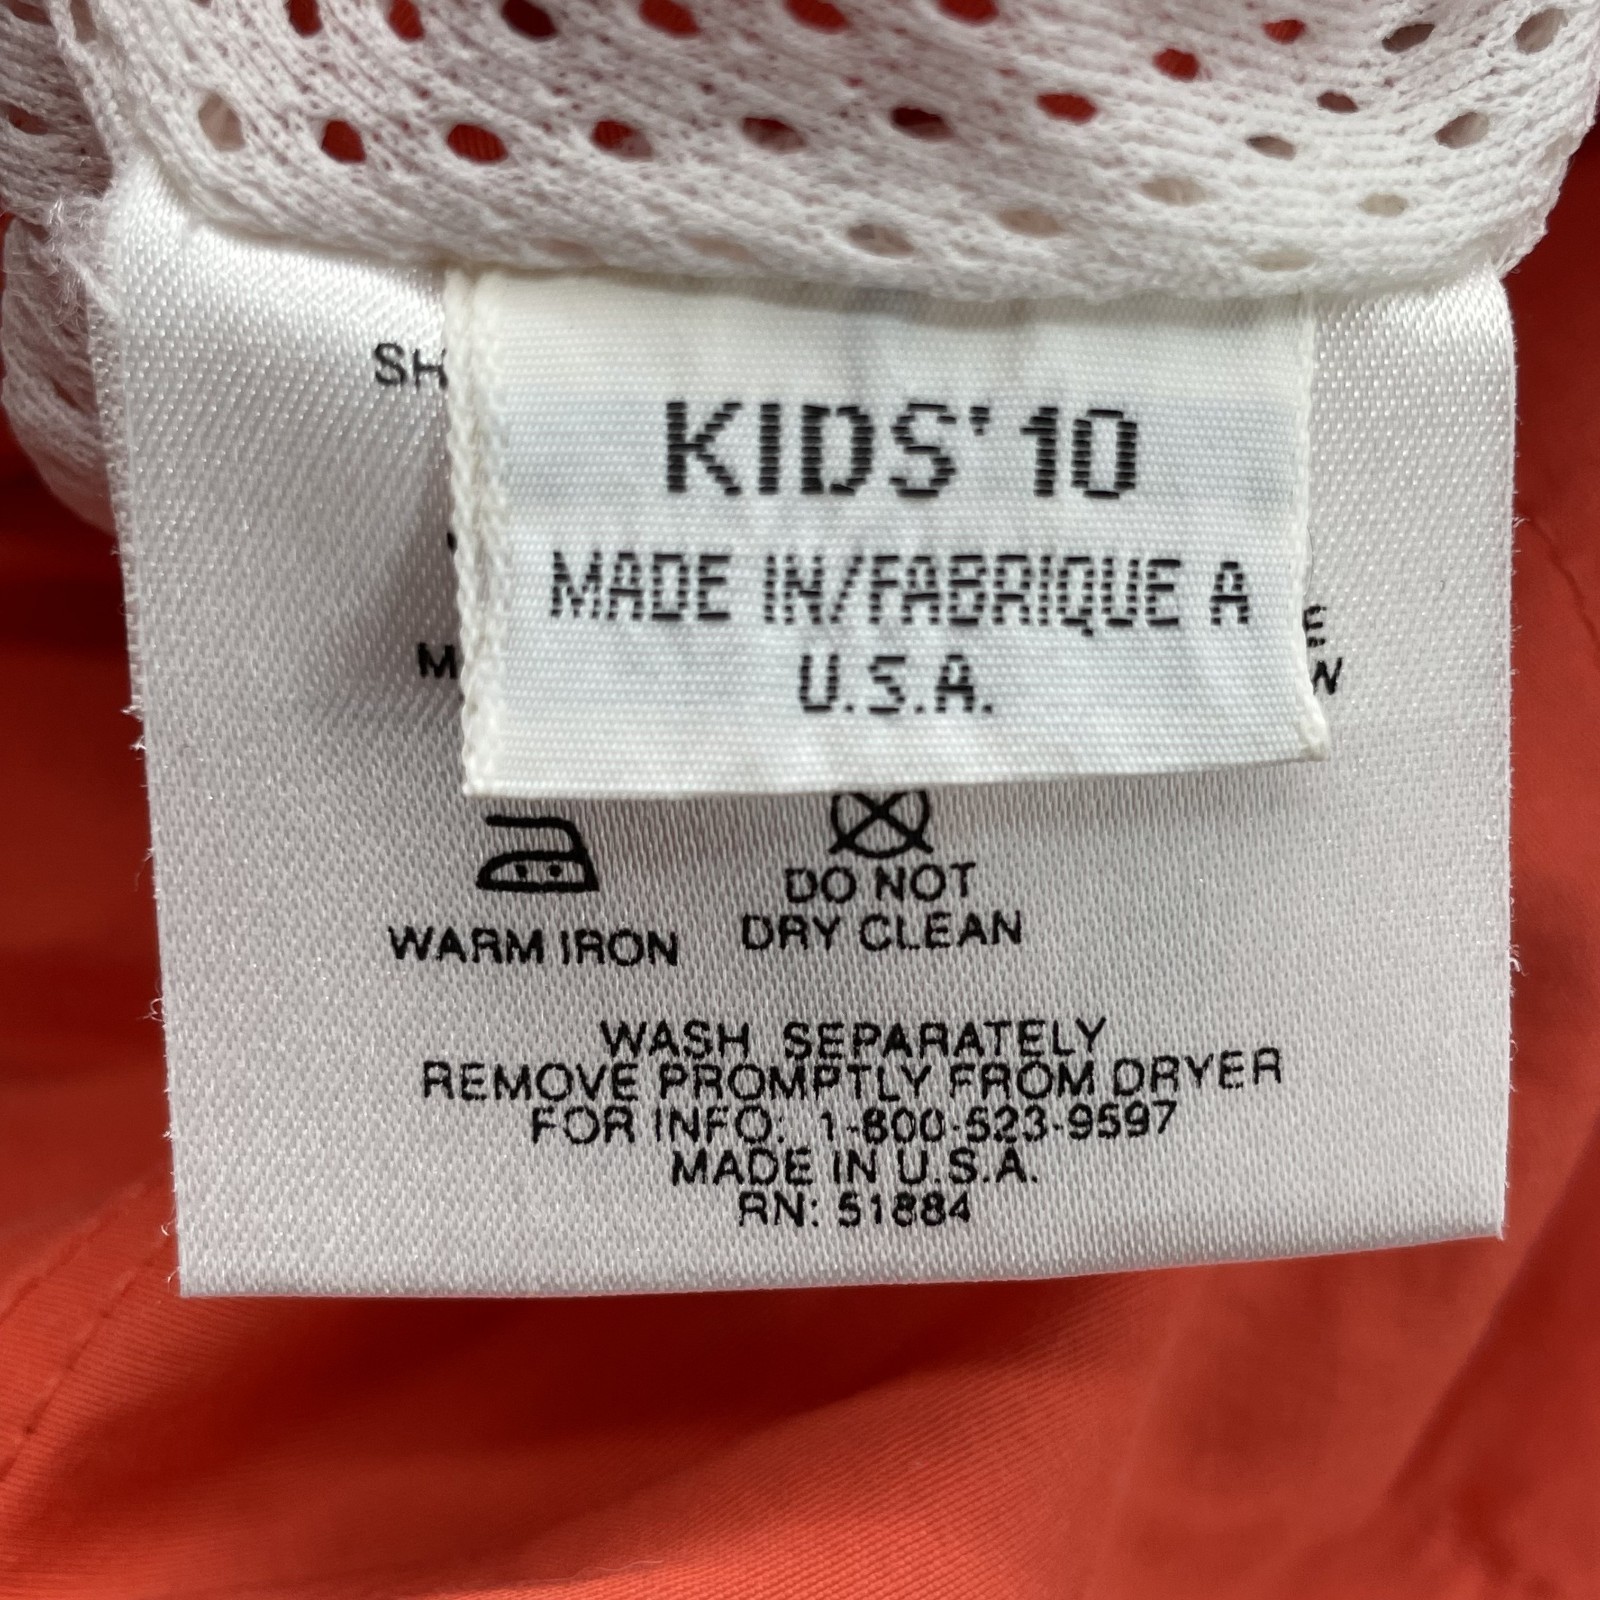 KIDS' 10
MADE IN/FABRIQUE A
U.S.A.
WARM IRON
DO NOT
DRY CLEAN
WASH SEPARATELY
REMOVE PROMPTLY FROM DRYER
FOR INFO: 1-800-523-9597
MADE IN U.S.A.
RN: 51884